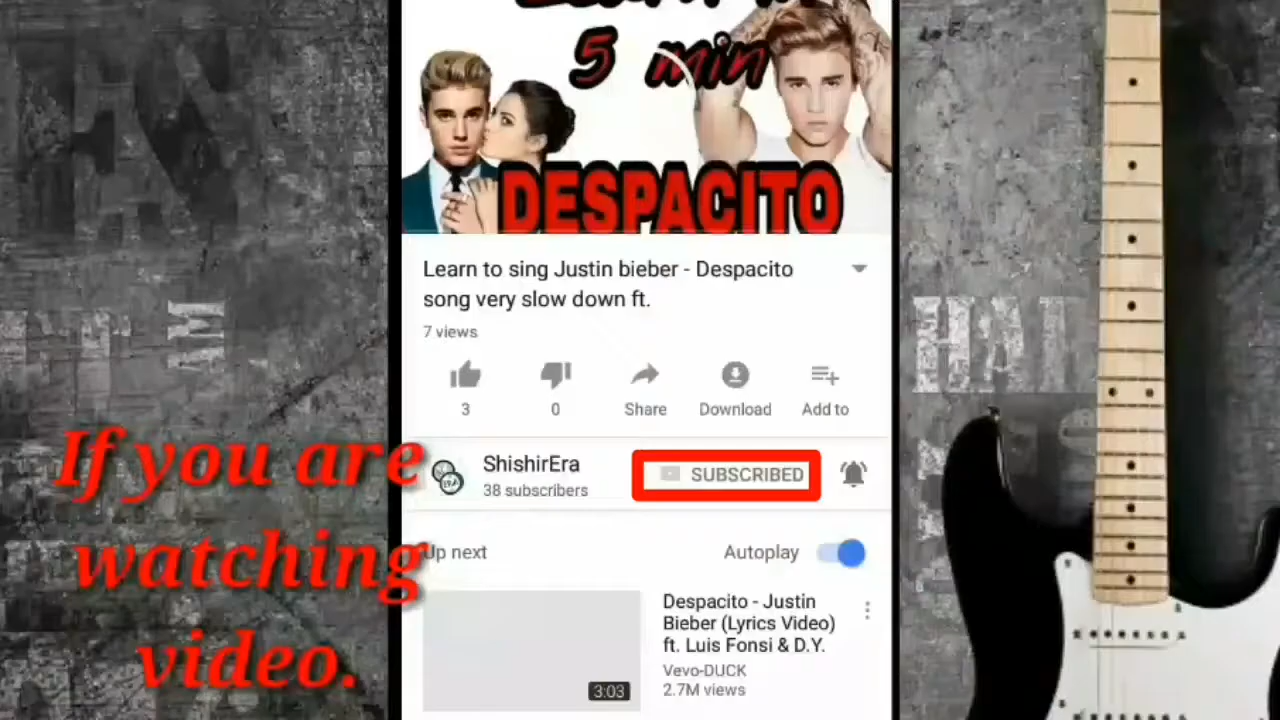 5 min
DESPACITO
Learn to sing Justin bieber - Despacito
song very slow down ft.
7 views
3
0
Share
Download
Add to
ShishirEra
38 subscribers
SUBSCRIBED
Up next
Autoplay
Despacito - Justin
Bieber (Lyrics Video)
ft. Luis Fonsi & D.Y.
Vevo-DUCK
2.7M views
3:03
If you are
watching
video.